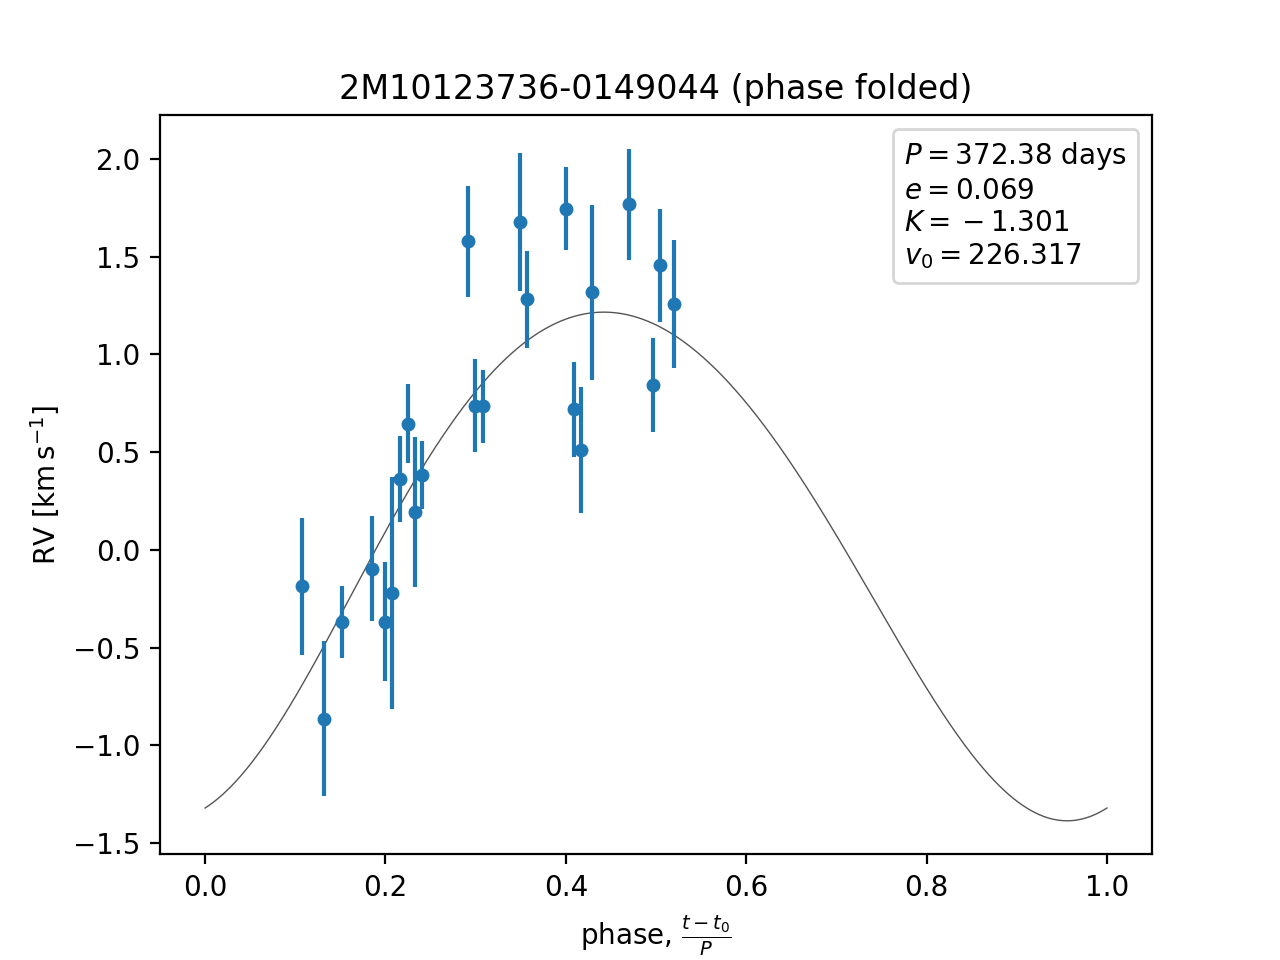 2M10123736-0149044 (phase folded)
P = 372.38 days
e = 0.069
K = −1.301
v₀ = 226.317
2.0
1.5
1.0
0.5
0.0
−0.5
−1.0
−1.5
RV [km s⁻¹]
0.0 0.2 0.4 0.6 0.8 1.0
phase, (t − t₀)/P